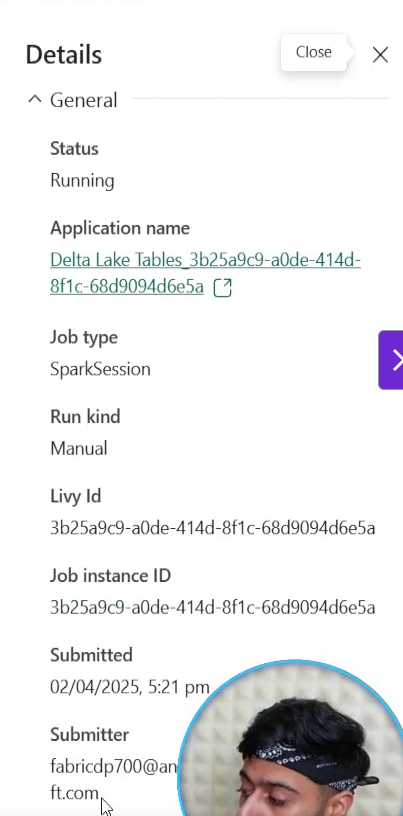 Details
Close
General
Status
Running
Application name
Delta Lake Tables_3b25a9c9-a0de-414d-
8f1c-68d9094d6e5a
Job type
SparkSession
Run kind
Manual
Livy Id
3b25a9c9-a0de-414d-8f1c-68d9094d6e5a
Job instance ID
3b25a9c9-a0de-414d-8f1c-68d9094d6e5a
Submitted
02/04/2025, 5:21 pm
Submitter
fabricdp700@an
ft.com